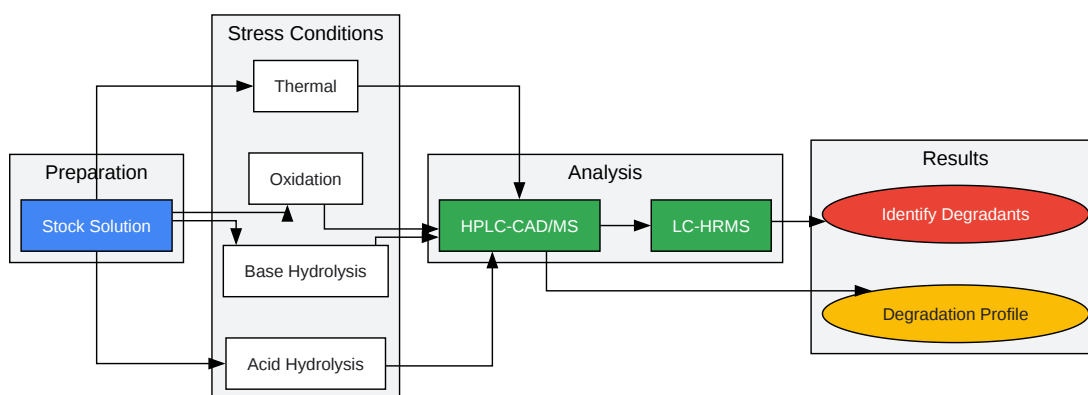 Stress Conditions
Thermal
Preparation
Oxidation
Analysis
Results
Stock Solution
HPLC-CAD/MS
LC-HRMS
Identify Degradants
Base Hydrolysis
Degradation Profile
Acid Hydrolysis